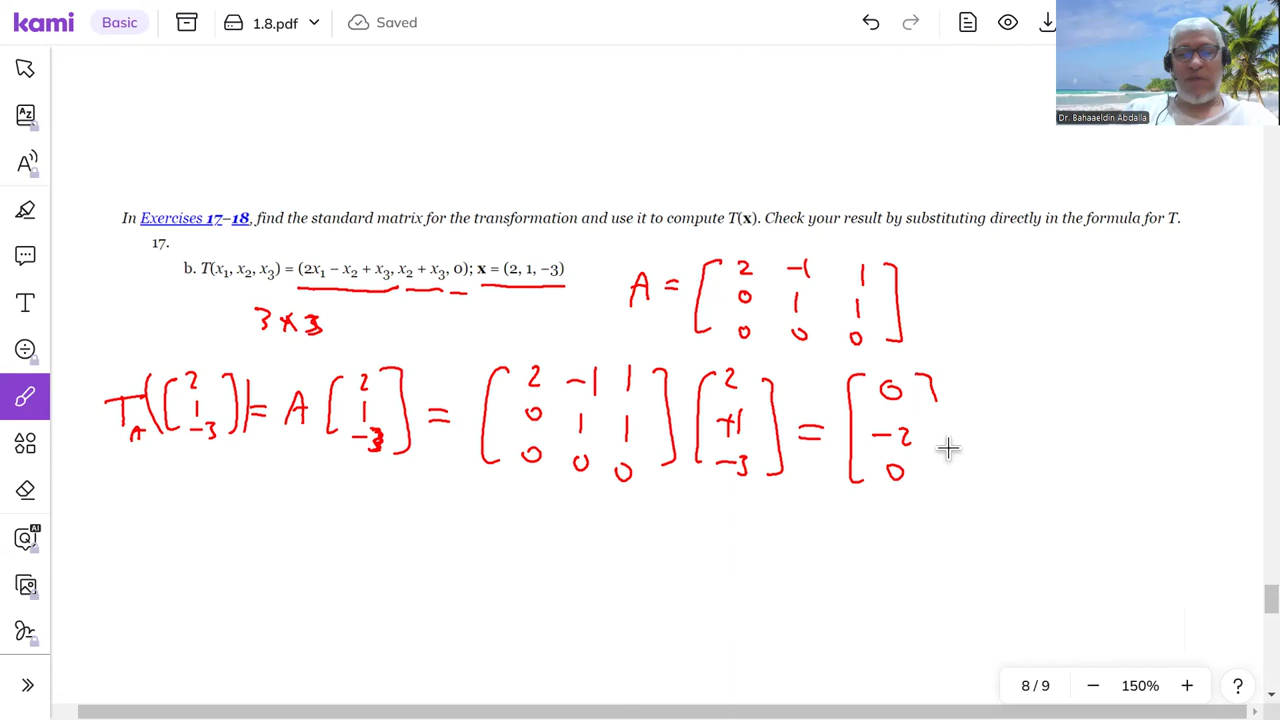 kami Basic 1.8.pdf Saved
Dr. Bahaaeldin Abdalla
In Exercises 17–18, find the standard matrix for the transformation and use it to compute T(x). Check your result by substituting directly in the formula for T.
17.
b. T(x₁, x₂, x₃) = (2x₁ − x₂ + x₃, x₂ + x₃, 0); x = (2, 1, −3)
3 × 3
A = [ 2 -1 1
0 1 1
0 0 0 ]
T_A([ 2 1 -3 ]) = A [ 2 1 -3 ] = [ 2 -1 1
0 1 1
0 0 0 ] [ 2 +1 -3 ] = [ 0 -2 0
8 / 9 − 150% + ?